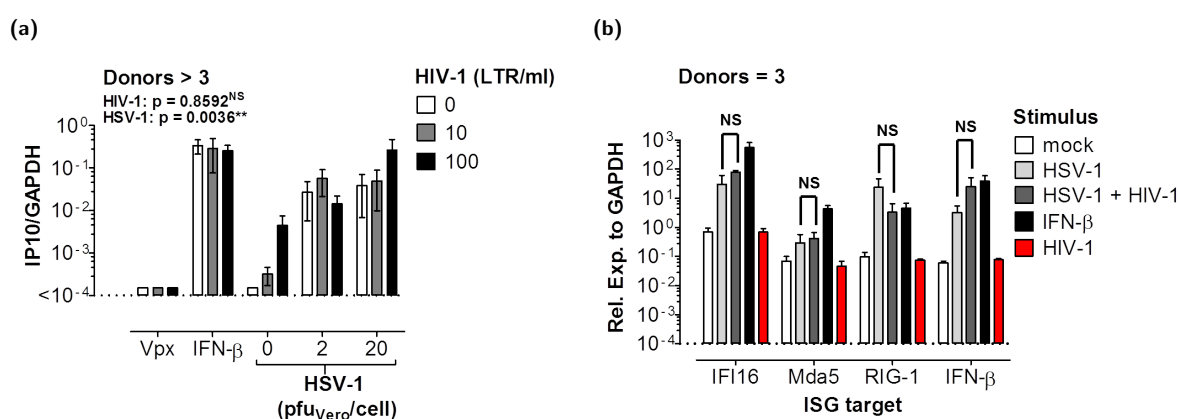 (a)
Donors > 3
HIV-1: p = 0.8592NS
HSV-1: p = 0.0036**
HIV-1 (LTR/ml)
0
10
100
IP10/GAPDH
10^0
10^-1
10^-2
10^-3
<10^-4
Vpx
IFN-β
0
2
20
HSV-1
(pfuVero/cell)
(b)
Donors = 3
Stimulus
mock
HSV-1
HSV-1 + HIV-1
IFN-β
HIV-1
NS
NS
NS
NS
Rel. Exp. to GAPDH
10^3
10^2
10^1
10^0
10^-1
10^-2
10^-3
10^-4
IFI16
Mda5
RIG-1
IFN-β
ISG target